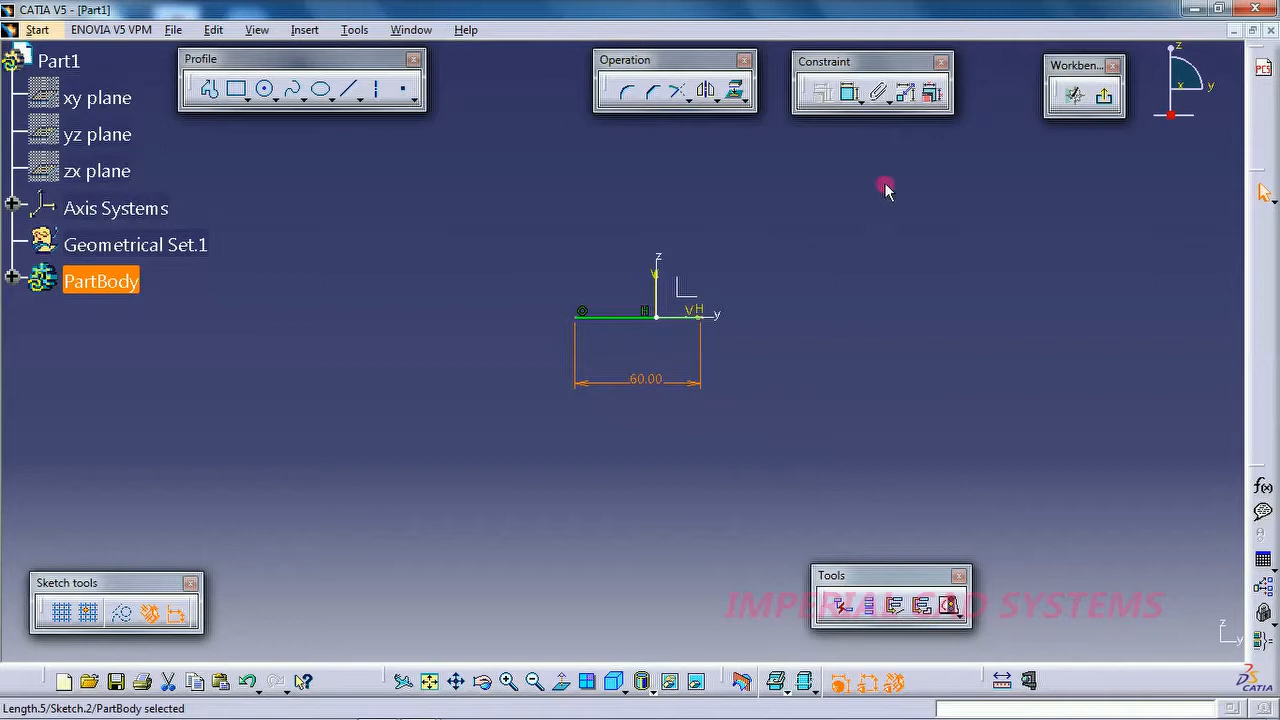 CATIA V5 - [Part1]
Start ENOVIA V5 VPM File Edit View Insert Tools Window Help
Part1
xy plane
yz plane
zx plane
Axis Systems
Geometrical Set.1
PartBody
Profile
Operation
Constraint
Workben...
z
x y
PCS
z
VH
H
y
60.00
Sketch tools
Tools
IMPERIAL CAD SYSTEMS
f(x)
z
y
CATIA
Length.5/Sketch.2/PartBody selected